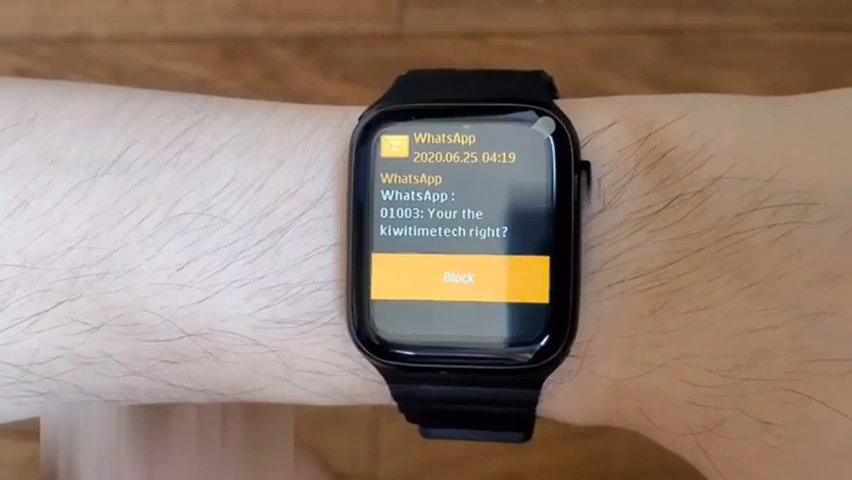 WhatsApp
2020.06.25 04:19
WhatsApp
WhatsApp :
01003: Your the
kiwitimetech right?
Block